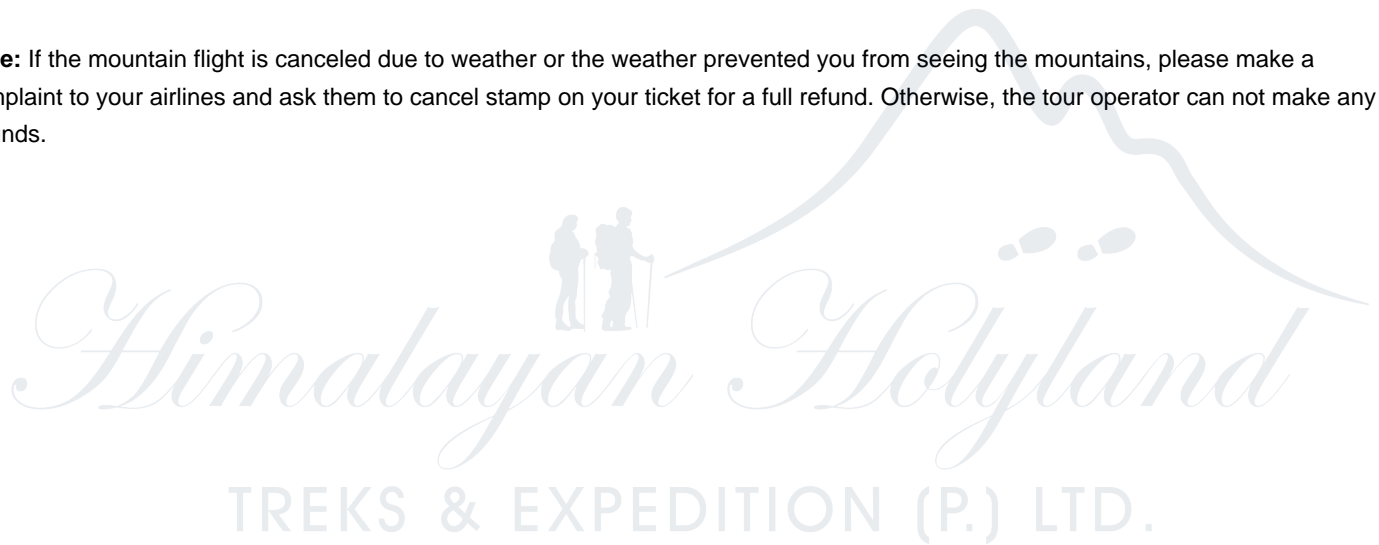 e: If the mountain flight is canceled due to weather or the weather prevented you from seeing the mountains, please make a
nplaint to your airlines and ask them to cancel stamp on your ticket for a full refund. Otherwise, the tour operator can not make any
unds.
Himalayan Holyland
TREKS & EXPEDITION (P.) LTD.